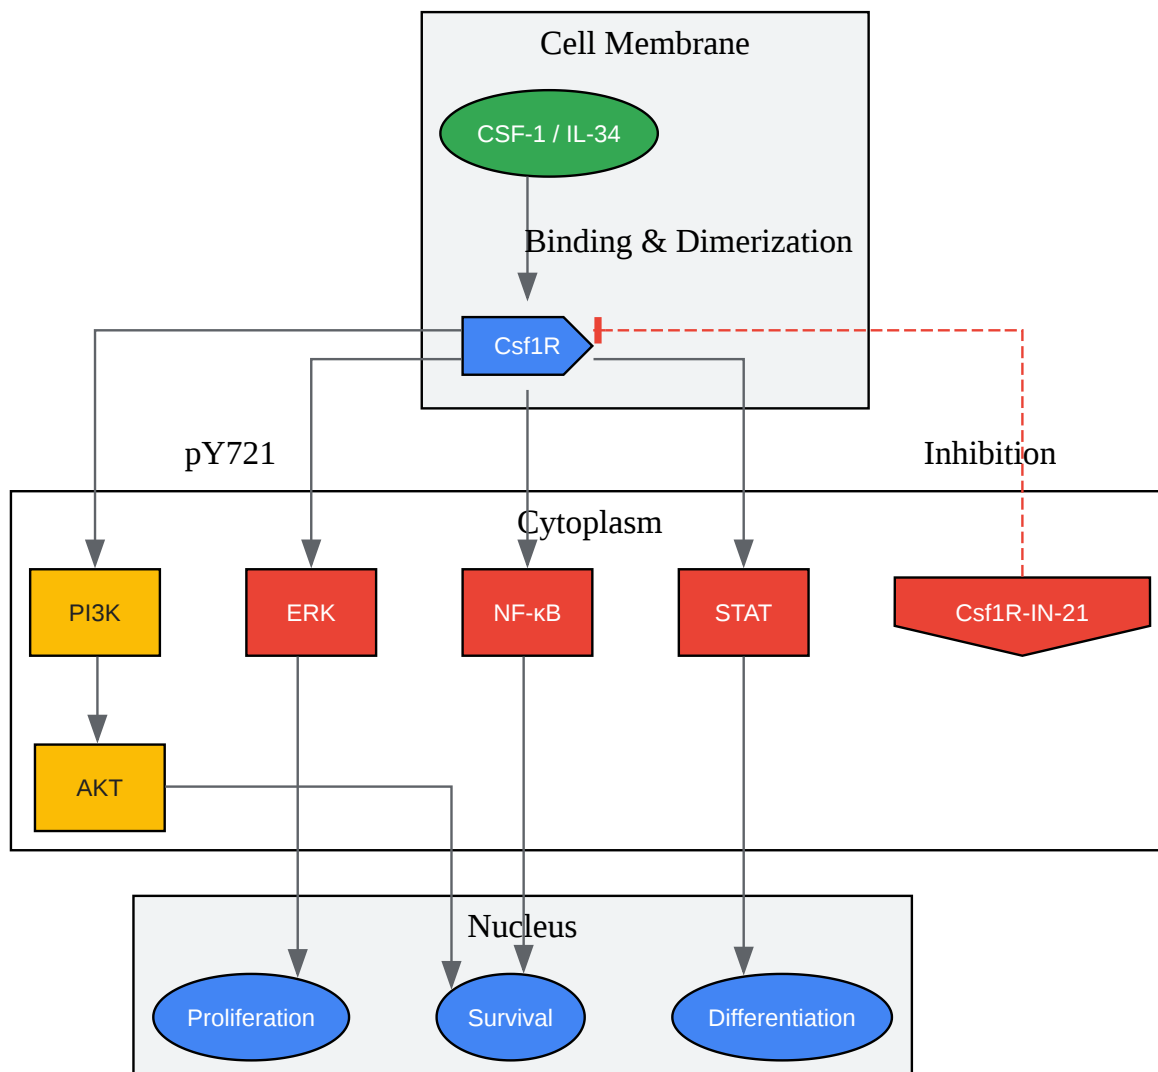 Cell Membrane
CSF-1 / IL-34
Binding & Dimerization
Csf1R
pY721
Inhibition
Cytoplasm
PI3K
ERK
NF-κB
STAT
Csf1R-IN-21
AKT
Nucleus
Proliferation
Survival
Differentiation